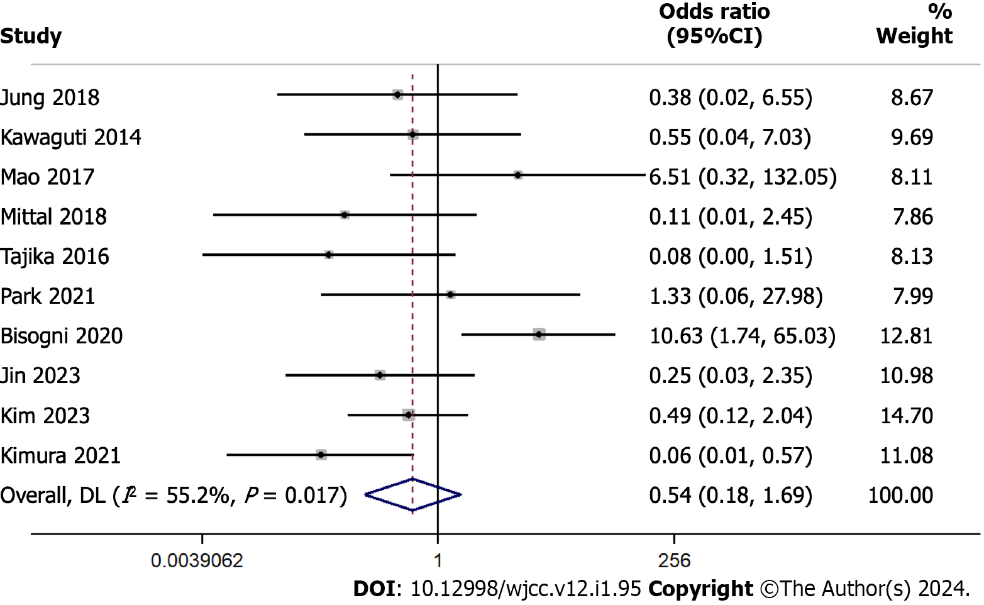 Odds ratio %
Study (95%CI) Weight
Jung 2018 0.38 (0.02, 6.55) 8.67
Kawaguti 2014 0.55 (0.04, 7.03) 9.69
Mao 2017 6.51 (0.32, 132.05) 8.11
Mittal 2018 0.11 (0.01, 2.45) 7.86
Tajika 2016 0.08 (0.00, 1.51) 8.13
Park 2021 1.33 (0.06, 27.98) 7.99
Bisogni 2020 10.63 (1.74, 65.03) 12.81
Jin 2023 0.25 (0.03, 2.35) 10.98
Kim 2023 0.49 (0.12, 2.04) 14.70
Kimura 2021 0.06 (0.01, 0.57) 11.08
Overall, DL (I² = 55.2%, P = 0.017) 0.54 (0.18, 1.69) 100.00
0.0039062 1 256
DOI: 10.12998/wjcc.v12.i1.95 Copyright ©The Author(s) 2024.